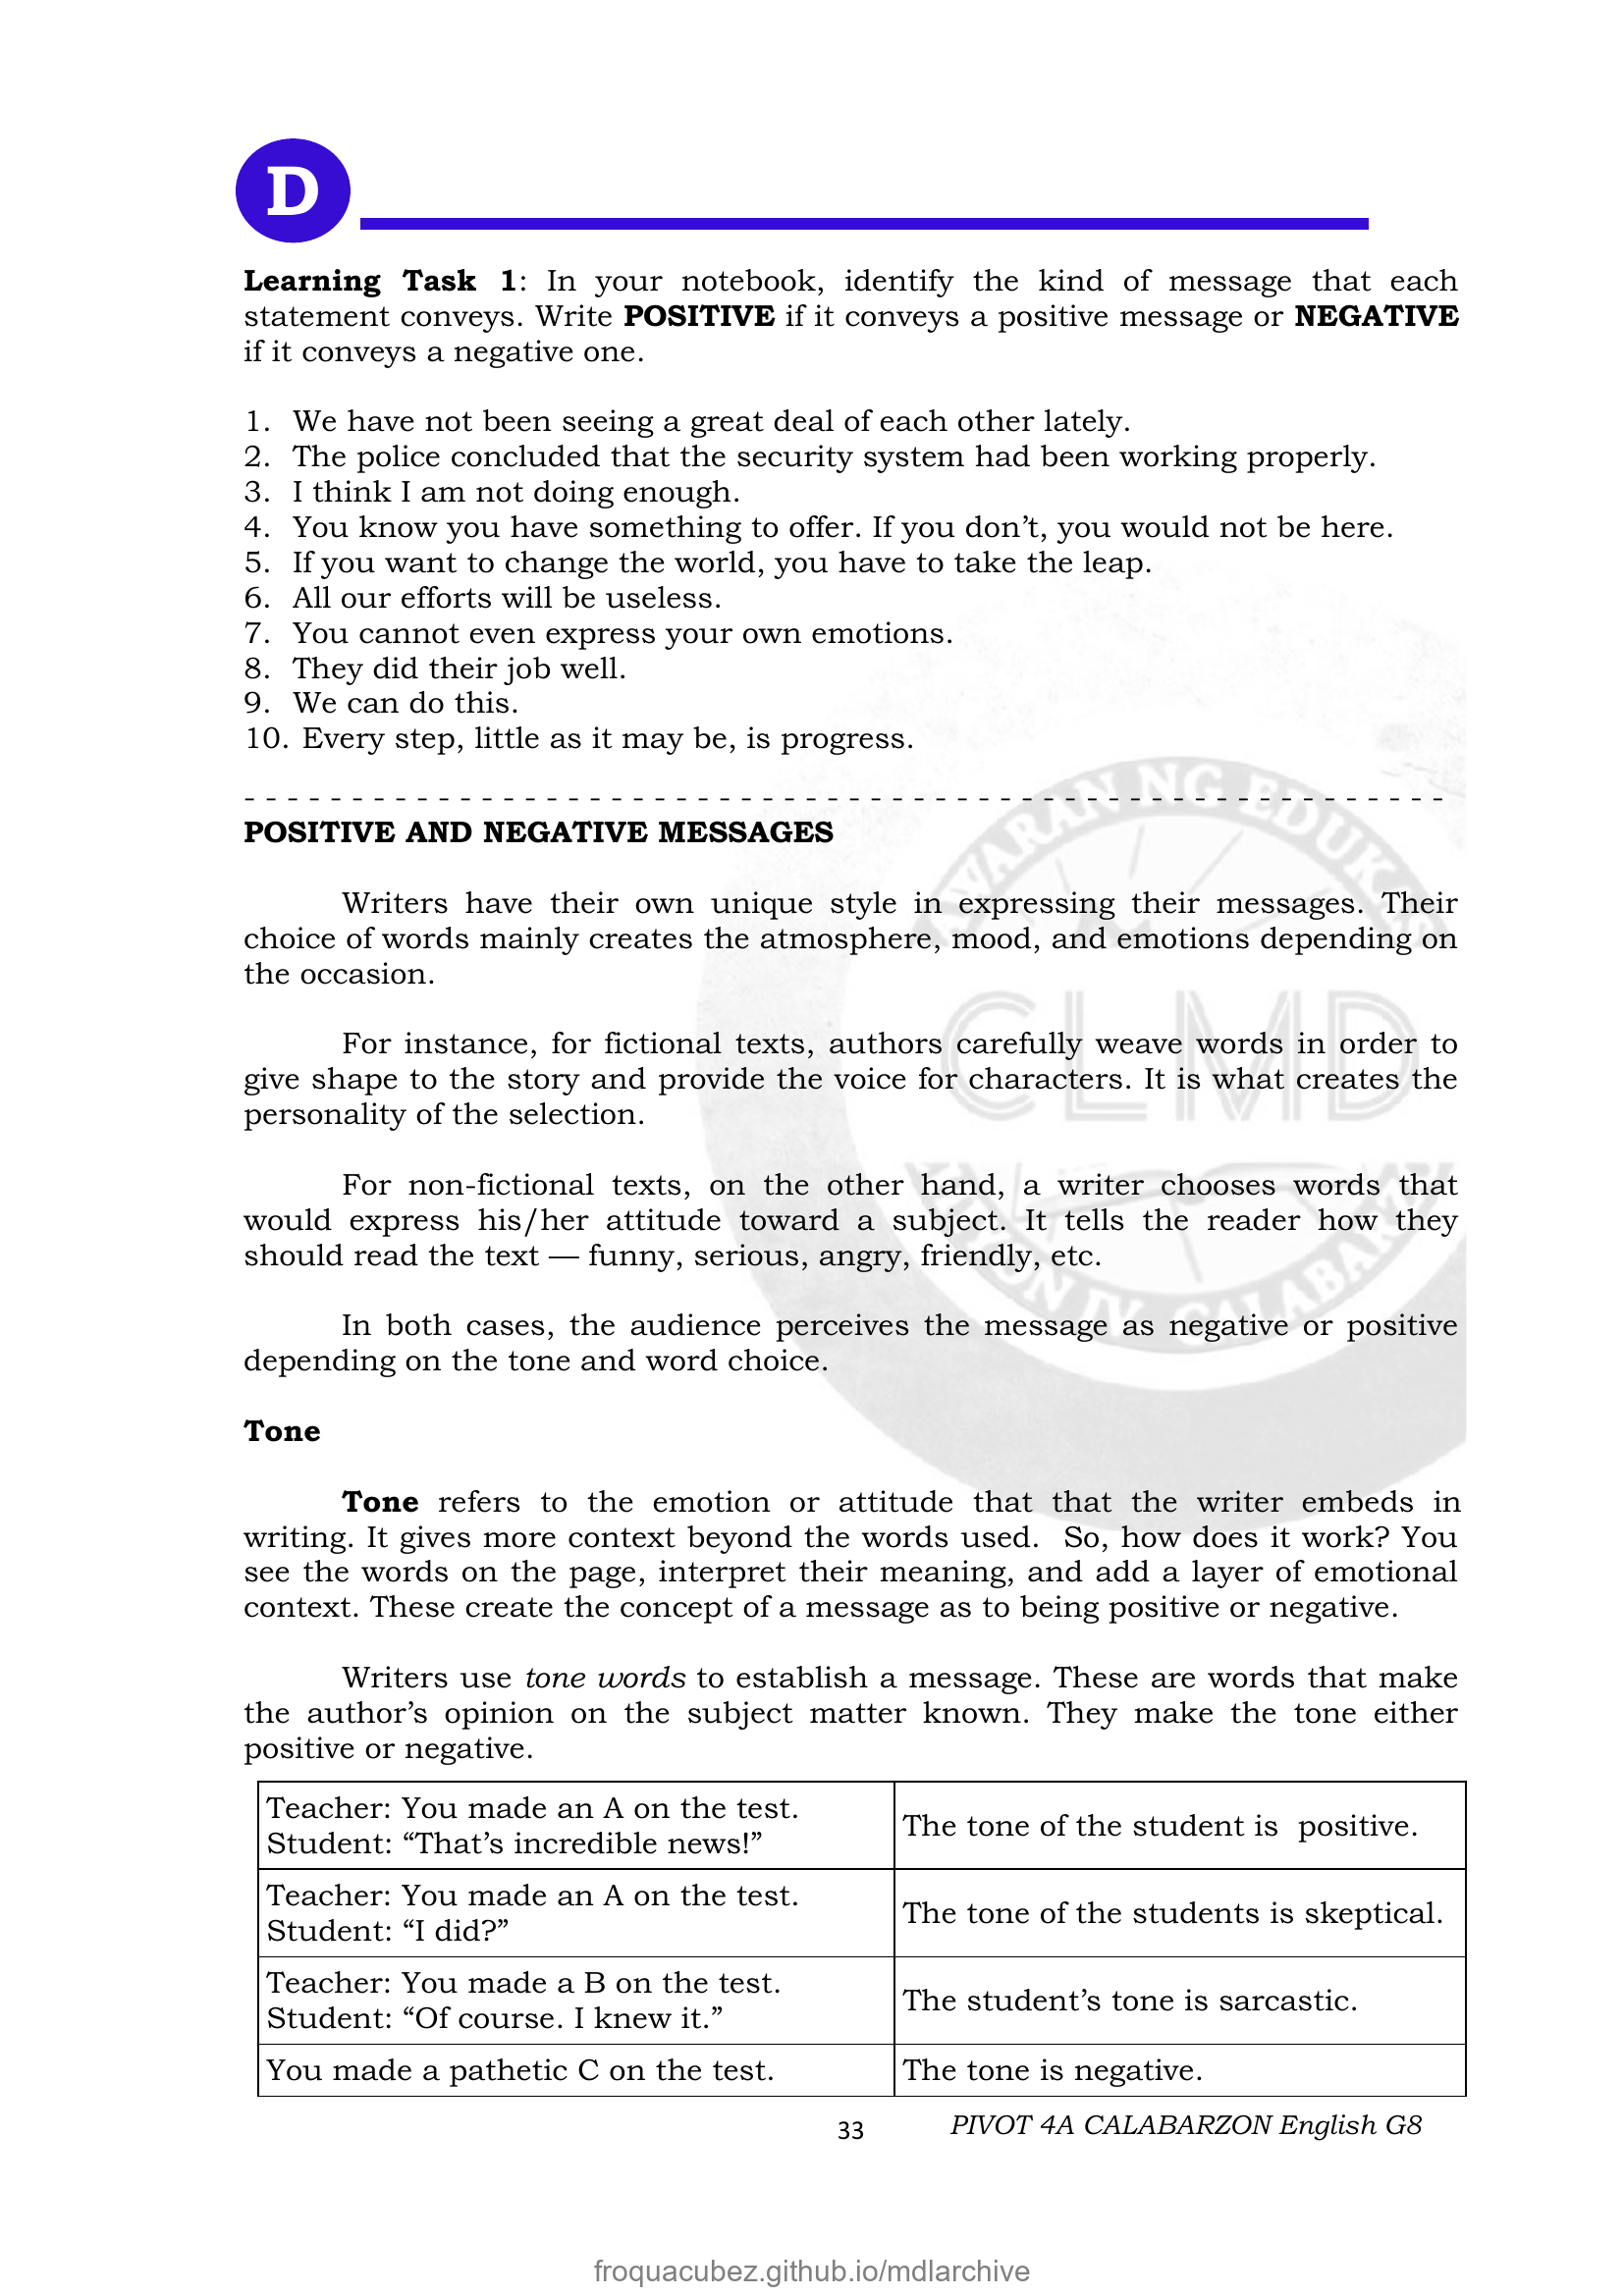 D
Learning Task 1: In your notebook, identify the kind of message that each
statement conveys. Write POSITIVE if it conveys a positive message or NEGATIVE
if it conveys a negative one.
1. We have not been seeing a great deal of each other lately.
2. The police concluded that the security system had been working properly.
3. I think I am not doing enough.
4. You know you have something to offer. If you don’t, you would not be here.
5. If you want to change the world, you have to take the leap.
6. All our efforts will be useless.
7. You cannot even express your own emotions.
8. They did their job well.
9. We can do this.
10. Every step, little as it may be, is progress.
- - - - - - - - - - - - - - - - - - - - - - - - - - - - - - - - - - - - - - - - - - - - - - - - - - - - - - - -
POSITIVE AND NEGATIVE MESSAGES
Writers have their own unique style in expressing their messages. Their
choice of words mainly creates the atmosphere, mood, and emotions depending on
the occasion.
For instance, for fictional texts, authors carefully weave words in order to
give shape to the story and provide the voice for characters. It is what creates the
personality of the selection.
For non-fictional texts, on the other hand, a writer chooses words that
would express his/her attitude toward a subject. It tells the reader how they
should read the text — funny, serious, angry, friendly, etc.
In both cases, the audience perceives the message as negative or positive
depending on the tone and word choice.
Tone
Tone refers to the emotion or attitude that that the writer embeds in
writing. It gives more context beyond the words used.  So, how does it work? You
see the words on the page, interpret their meaning, and add a layer of emotional
context. These create the concept of a message as to being positive or negative.
Writers use tone words to establish a message. These are words that make
the author’s opinion on the subject matter known. They make the tone either
positive or negative.
Teacher: You made an A on the test.
Student: “That’s incredible news!”
The tone of the student is  positive.
Teacher: You made an A on the test.
Student: “I did?”
The tone of the students is skeptical.
Teacher: You made a B on the test.
Student: “Of course. I knew it.”
The student’s tone is sarcastic.
You made a pathetic C on the test.
The tone is negative.
33
PIVOT 4A CALABARZON English G8
froquacubez.github.io/mdlarchive
CLMD